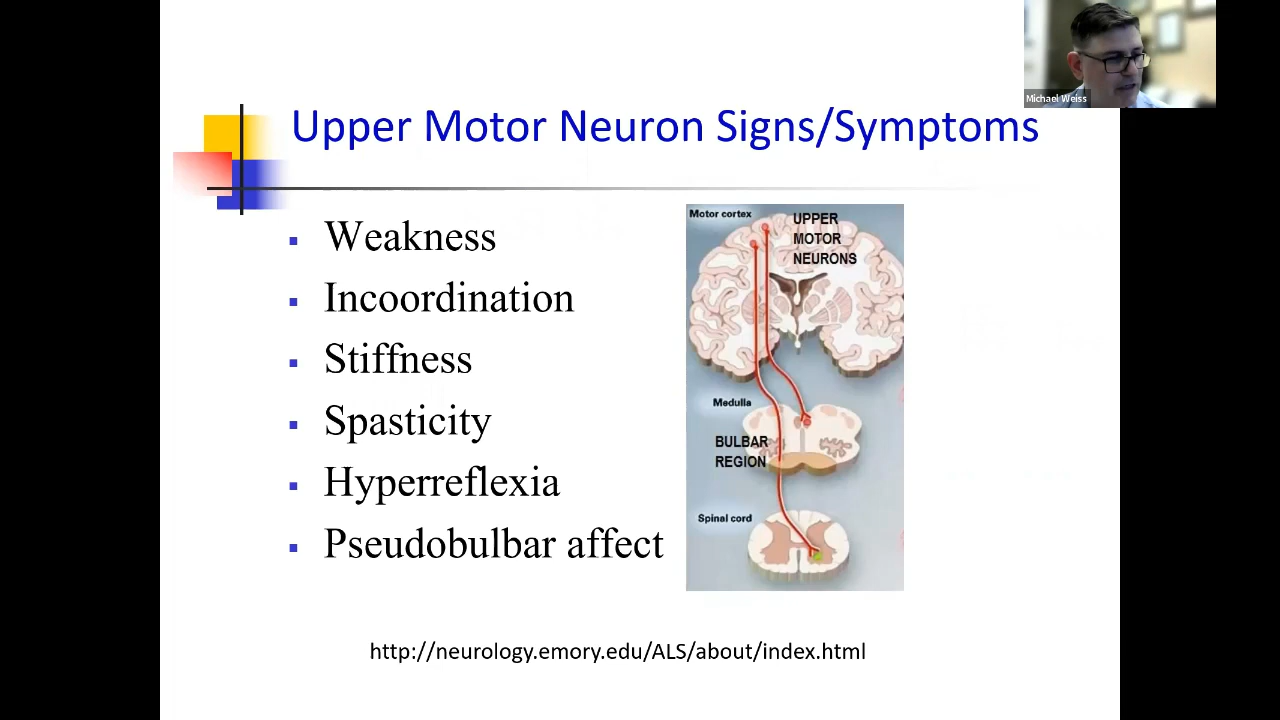 Michael Weiss
Upper Motor Neuron Signs/Symptoms
Weakness
Incoordination
Stiffness
Spasticity
Hyperreflexia
Pseudobulbar affect
Motor cortex
UPPER
MOTOR
NEURONS
Medulla
BULBAR
REGION
Spinal cord
http://neurology.emory.edu/ALS/about/index.html